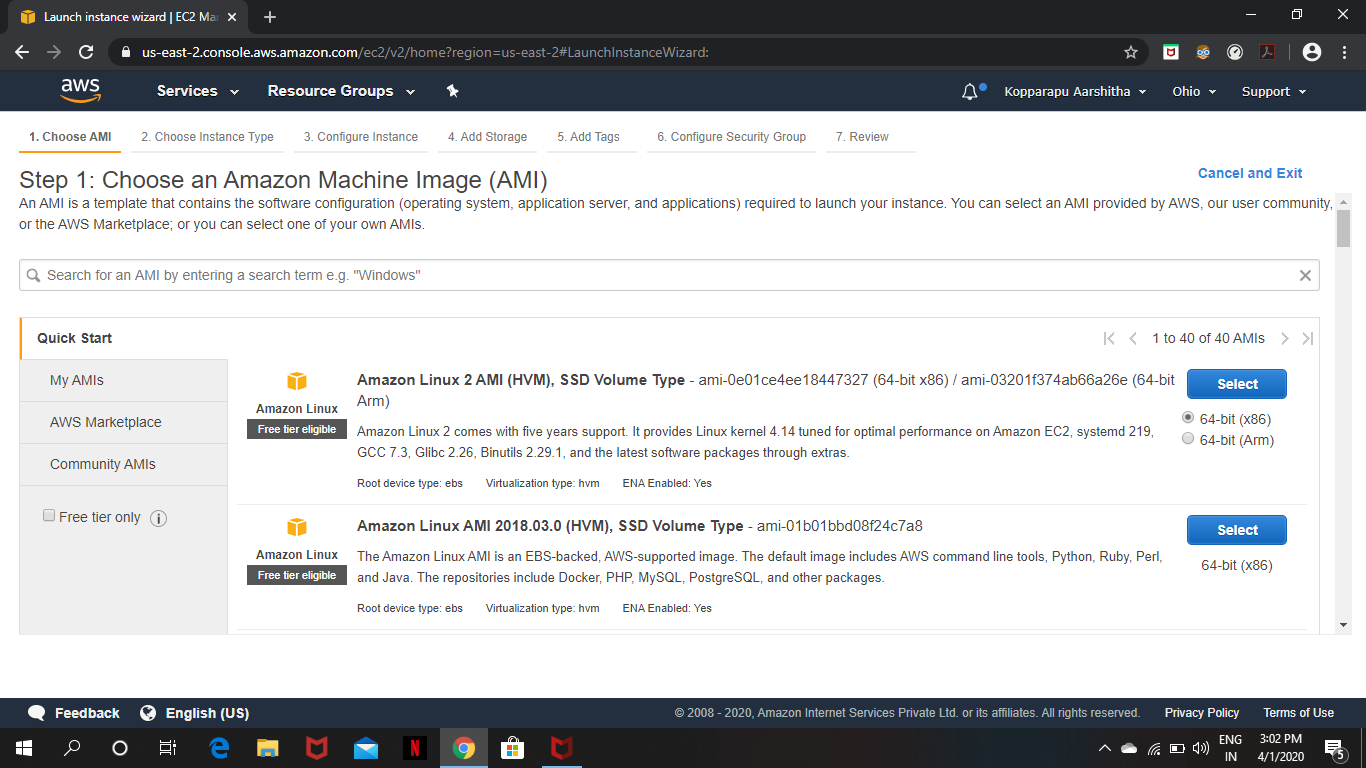 Launch instance wizard | EC2 Ma
us-east-2.console.aws.amazon.com/ec2/v2/home?region=us-east-2#LaunchInstanceWizard:
aws Services Resource Groups Kopparapu Aarshitha Ohio Support
1. Choose AMI 2. Choose Instance Type 3. Configure Instance 4. Add Storage 5. Add Tags 6. Configure Security Group 7. Review
Step 1: Choose an Amazon Machine Image (AMI) Cancel and Exit
An AMI is a template that contains the software configuration (operating system, application server, and applications) required to launch your instance. You can select an AMI provided by AWS, our user community,
or the AWS Marketplace; or you can select one of your own AMIs.
Search for an AMI by entering a search term e.g. "Windows"
Quick Start 1 to 40 of 40 AMIs
My AMIs
AWS Marketplace
Community AMIs
Free tier only i
Amazon Linux
Free tier eligible
Amazon Linux 2 AMI (HVM), SSD Volume Type - ami-0e01ce4ee18447327 (64-bit x86) / ami-03201f374ab66a26e (64-bit
Arm)
Amazon Linux 2 comes with five years support. It provides Linux kernel 4.14 tuned for optimal performance on Amazon EC2, systemd 219,
GCC 7.3, Glibc 2.26, Binutils 2.29.1, and the latest software packages through extras.
Root device type: ebs Virtualization type: hvm ENA Enabled: Yes
Select
64-bit (x86)
64-bit (Arm)
Amazon Linux
Free tier eligible
Amazon Linux AMI 2018.03.0 (HVM), SSD Volume Type - ami-01b01bbd08f24c7a8
The Amazon Linux AMI is an EBS-backed, AWS-supported image. The default image includes AWS command line tools, Python, Ruby, Perl,
and Java. The repositories include Docker, PHP, MySQL, PostgreSQL, and other packages.
Root device type: ebs Virtualization type: hvm ENA Enabled: Yes
Select
64-bit (x86)
Feedback English (US) © 2008 - 2020, Amazon Internet Services Private Ltd. or its affiliates. All rights reserved. Privacy Policy Terms of Use
N
ENG
IN
3:02 PM
4/1/2020
5